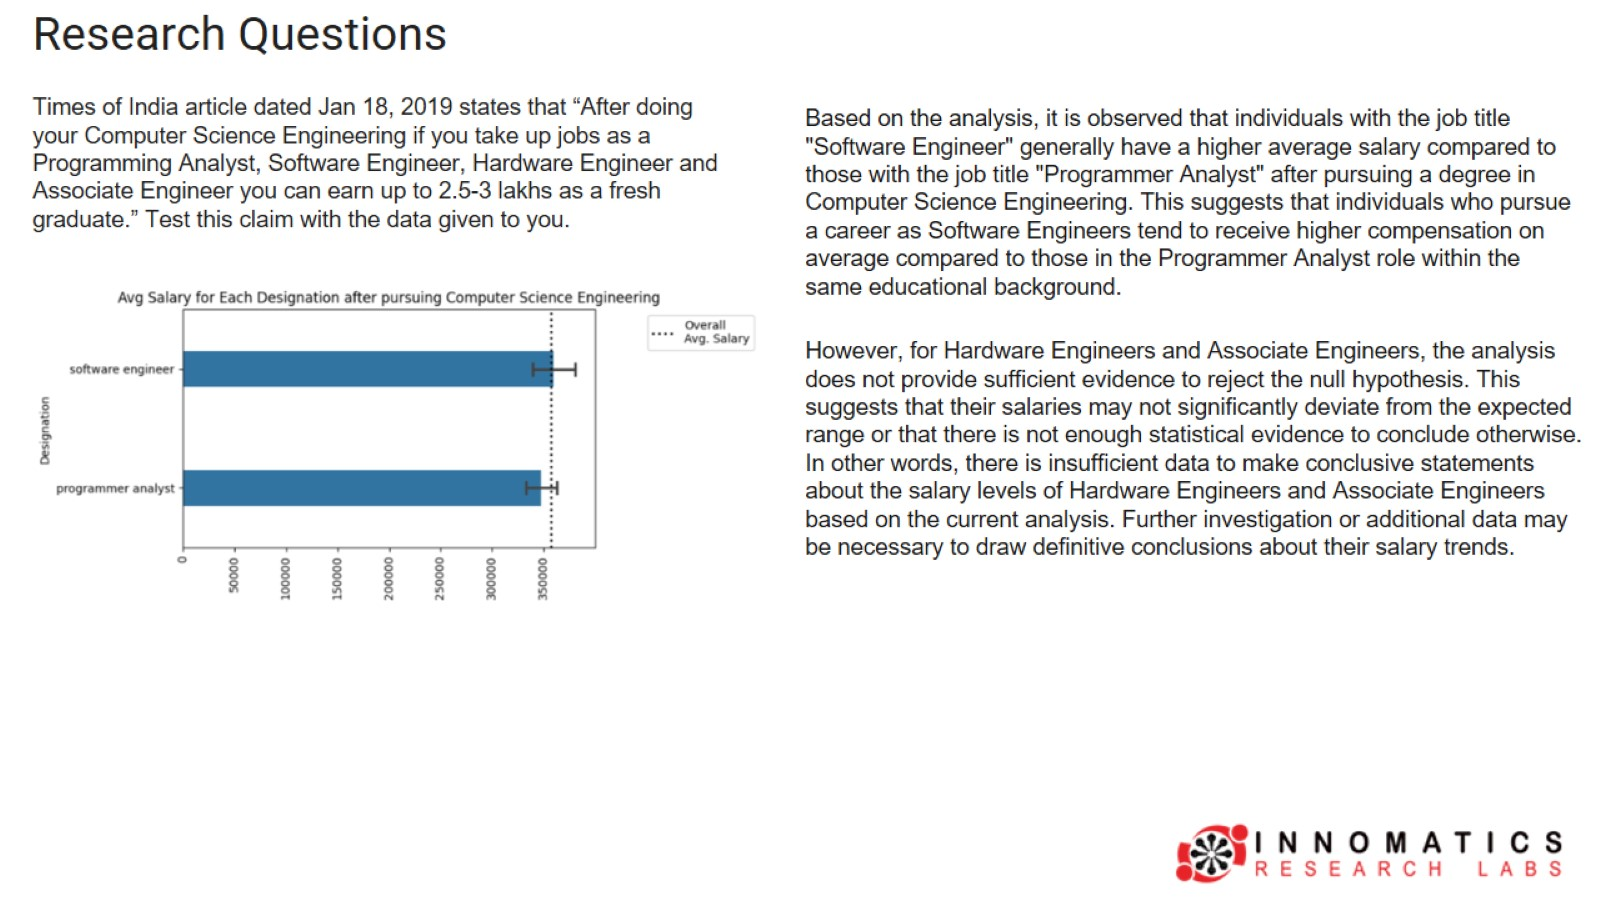 Research Questions
Times of India article dated Jan 18, 2019 states that “After doing
your Computer Science Engineering if you take up jobs as a
Programming Analyst, Software Engineer, Hardware Engineer and
Associate Engineer you can earn up to 2.5-3 lakhs as a fresh
graduate.” Test this claim with the data given to you.
Avg Salary for Each Designation after pursuing Computer Science Engineering
Overall
Avg. Salary
software engineer
Designation
programmer analyst
0
50000
100000
150000
200000
250000
300000
350000
Based on the analysis, it is observed that individuals with the job title
"Software Engineer" generally have a higher average salary compared to
those with the job title "Programmer Analyst" after pursuing a degree in
Computer Science Engineering. This suggests that individuals who pursue
a career as Software Engineers tend to receive higher compensation on
average compared to those in the Programmer Analyst role within the
same educational background.
However, for Hardware Engineers and Associate Engineers, the analysis
does not provide sufficient evidence to reject the null hypothesis. This
suggests that their salaries may not significantly deviate from the expected
range or that there is not enough statistical evidence to conclude otherwise.
In other words, there is insufficient data to make conclusive statements
about the salary levels of Hardware Engineers and Associate Engineers
based on the current analysis. Further investigation or additional data may
be necessary to draw definitive conclusions about their salary trends.
INNOMATICS
RESEARCH LABS